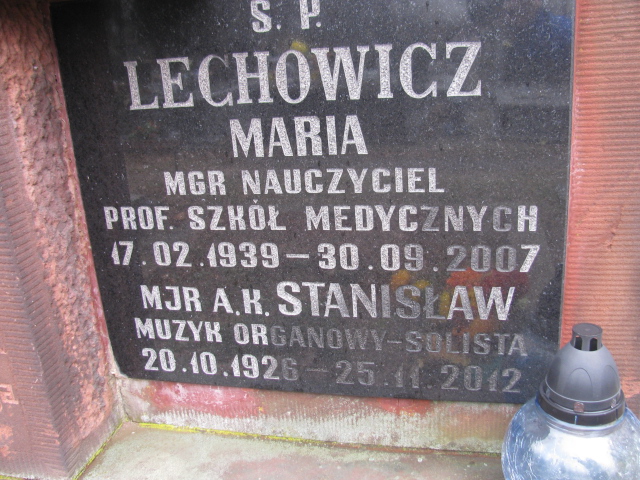 Ś. P.
LECHOWICZ
MARIA
MGR NAUCZYCIEL
PROF. SZKÓŁ MEDYCZNYCH
17.02.1939 – 30.09.2007
MJR A.K. STANISŁAW
MUZYK ORGANOWY-SOLISTA
20.10.1926 – 25.11.2012